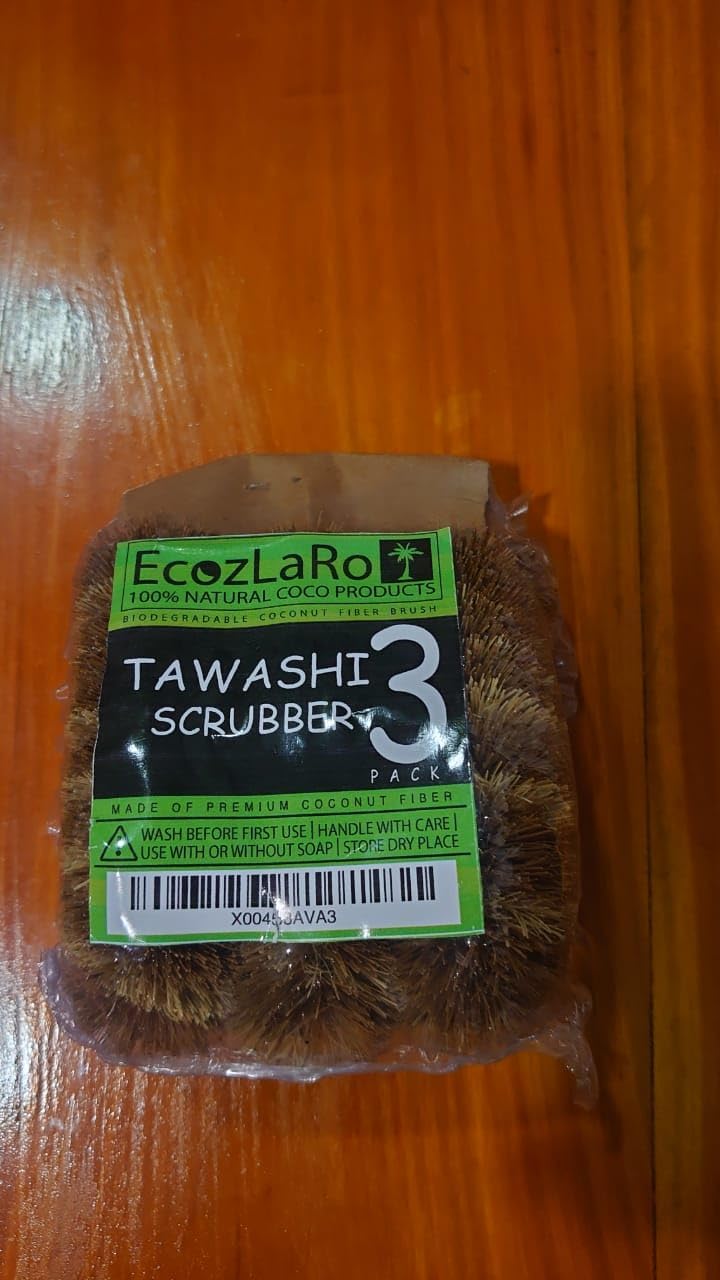 EcozLaRo
100% NATURAL COCO PRODUCTS
BIODEGRADABLE COCONUT FIBER BRUSH
TAWASHI
SCRUBBER
3
PACK
MADE OF PREMIUM COCONUT FIBER
WASH BEFORE FIRST USE | HANDLE WITH CARE |
USE WITH OR WITHOUT SOAP | STORE DRY PLACE